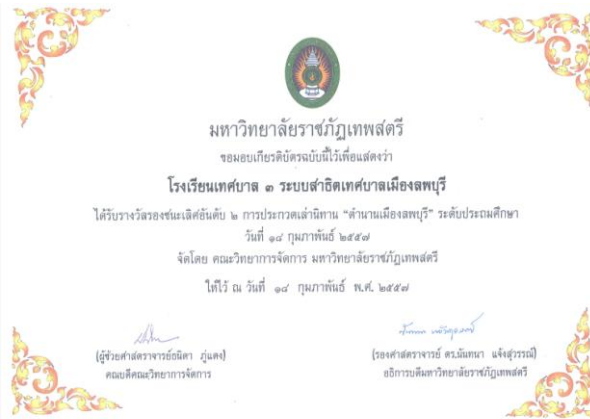 มหาวิทยาลัยราชภัฏเทพสตรี
ขอมอบเกียรติบัตรฉบับนี้ไว้เพื่อแสดงว่า
โรงเรียนเทศบาล ๓ ระบบสาธิตเทศบาลเมืองลพบุรี
ได้รับรางวัลรองชนะเลิศอันดับ ๒ การประกวดเล่านิทาน "ตำนานเมืองลพบุรี" ระดับประถมศึกษา
วันที่ ๑๘ กุมภาพันธ์ ๒๕๕๗
จัดโดย คณะวิทยาการจัดการ มหาวิทยาลัยราชภัฏเทพสตรี
ให้ไว้ ณ วันที่ ๑๘ กุมภาพันธ์ พ.ศ. ๒๕๕๗
(ผู้ช่วยศาสตราจารย์ธนิดา ภู่แดง)
คณบดีคณะวิทยาการจัดการ
(รองศาสตราจารย์ ดร.นันทนา แจ้งสุวรรณ์)
อธิการบดีมหาวิทยาลัยราชภัฏเทพสตรี